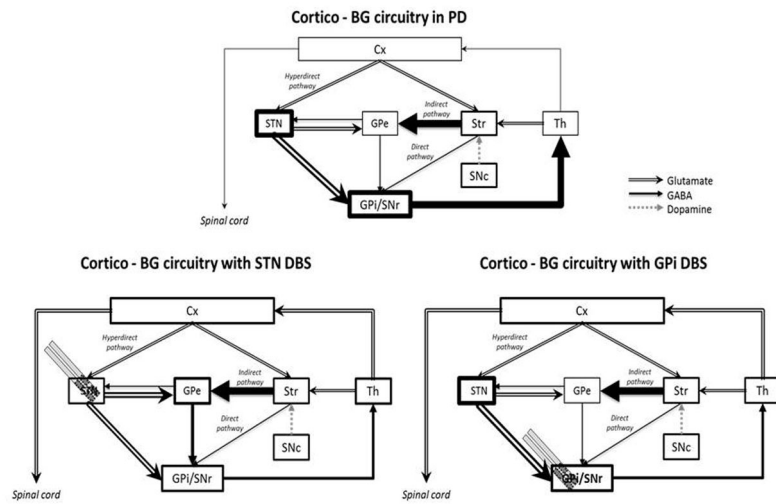 Cortico - BG circuitry in PD
Cx
Hyperdirect
pathway
Indirect
pathway
STN
GPe
Str
Th
Direct
pathway
SNc
GPi/SNr
Spinal cord
Glutamate
GABA
Dopamine
Cortico - BG circuitry with STN DBS
Cx
Hyperdirect
pathway
Indirect
pathway
STN
GPe
Str
Th
Direct
pathway
SNc
GPi/SNr
Spinal cord
Cortico - BG circuitry with GPi DBS
Cx
Hyperdirect
pathway
Indirect
pathway
STN
GPe
Str
Th
Direct
pathway
SNc
GPi/SNr
Spinal cord